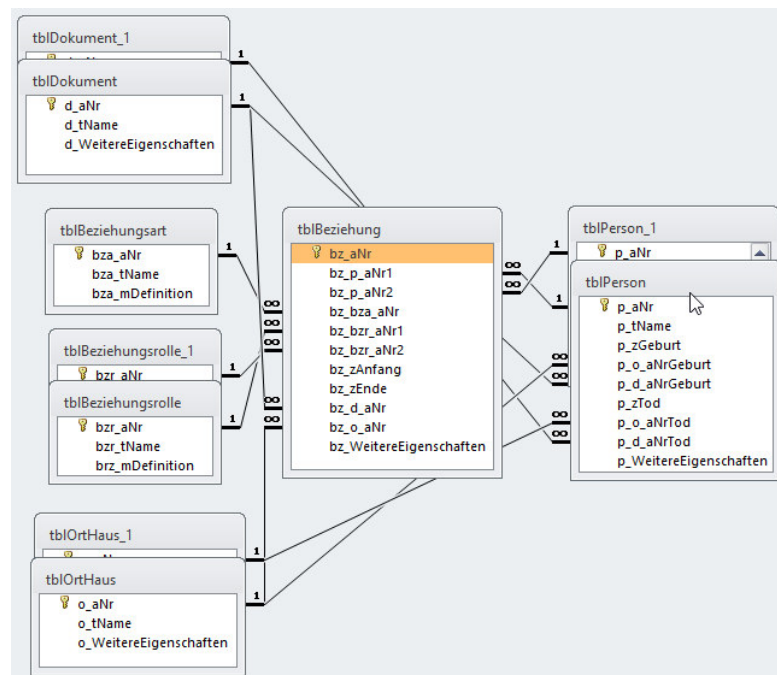 tblDokument_1
tblDokument
d_aNr
d_tName
d_WeitereEigenschaften
1
1
tblBeziehungsart
bza_aNr
bza_tName
bza_mDefinition
1
tblBeziehungsrolle_1
bzr_aNr
tblBeziehungsrolle
bzr_aNr
bzr_tName
brz_mDefinition
1
1
tblOrtHaus_1
tblOrtHaus
o_aNr
o_tName
o_WeitereEigenschaften
1
1
tblBeziehung
bz_aNr
bz_p_aNr1
bz_p_aNr2
bz_bza_aNr
bz_bzr_aNr1
bz_bzr_aNr2
bz_zAnfang
bz_zEnde
bz_d_aNr
bz_o_aNr
bz_WeitereEigenschaften
∞
∞
∞
∞
∞
∞
∞
tblPerson_1
p_aNr
tblPerson
p_aNr
p_tName
p_zGeburt
p_o_aNrGeburt
p_d_aNrGeburt
p_zTod
p_o_aNrTod
p_d_aNrTod
p_WeitereEigenschaften
1
1
∞
∞
∞
∞